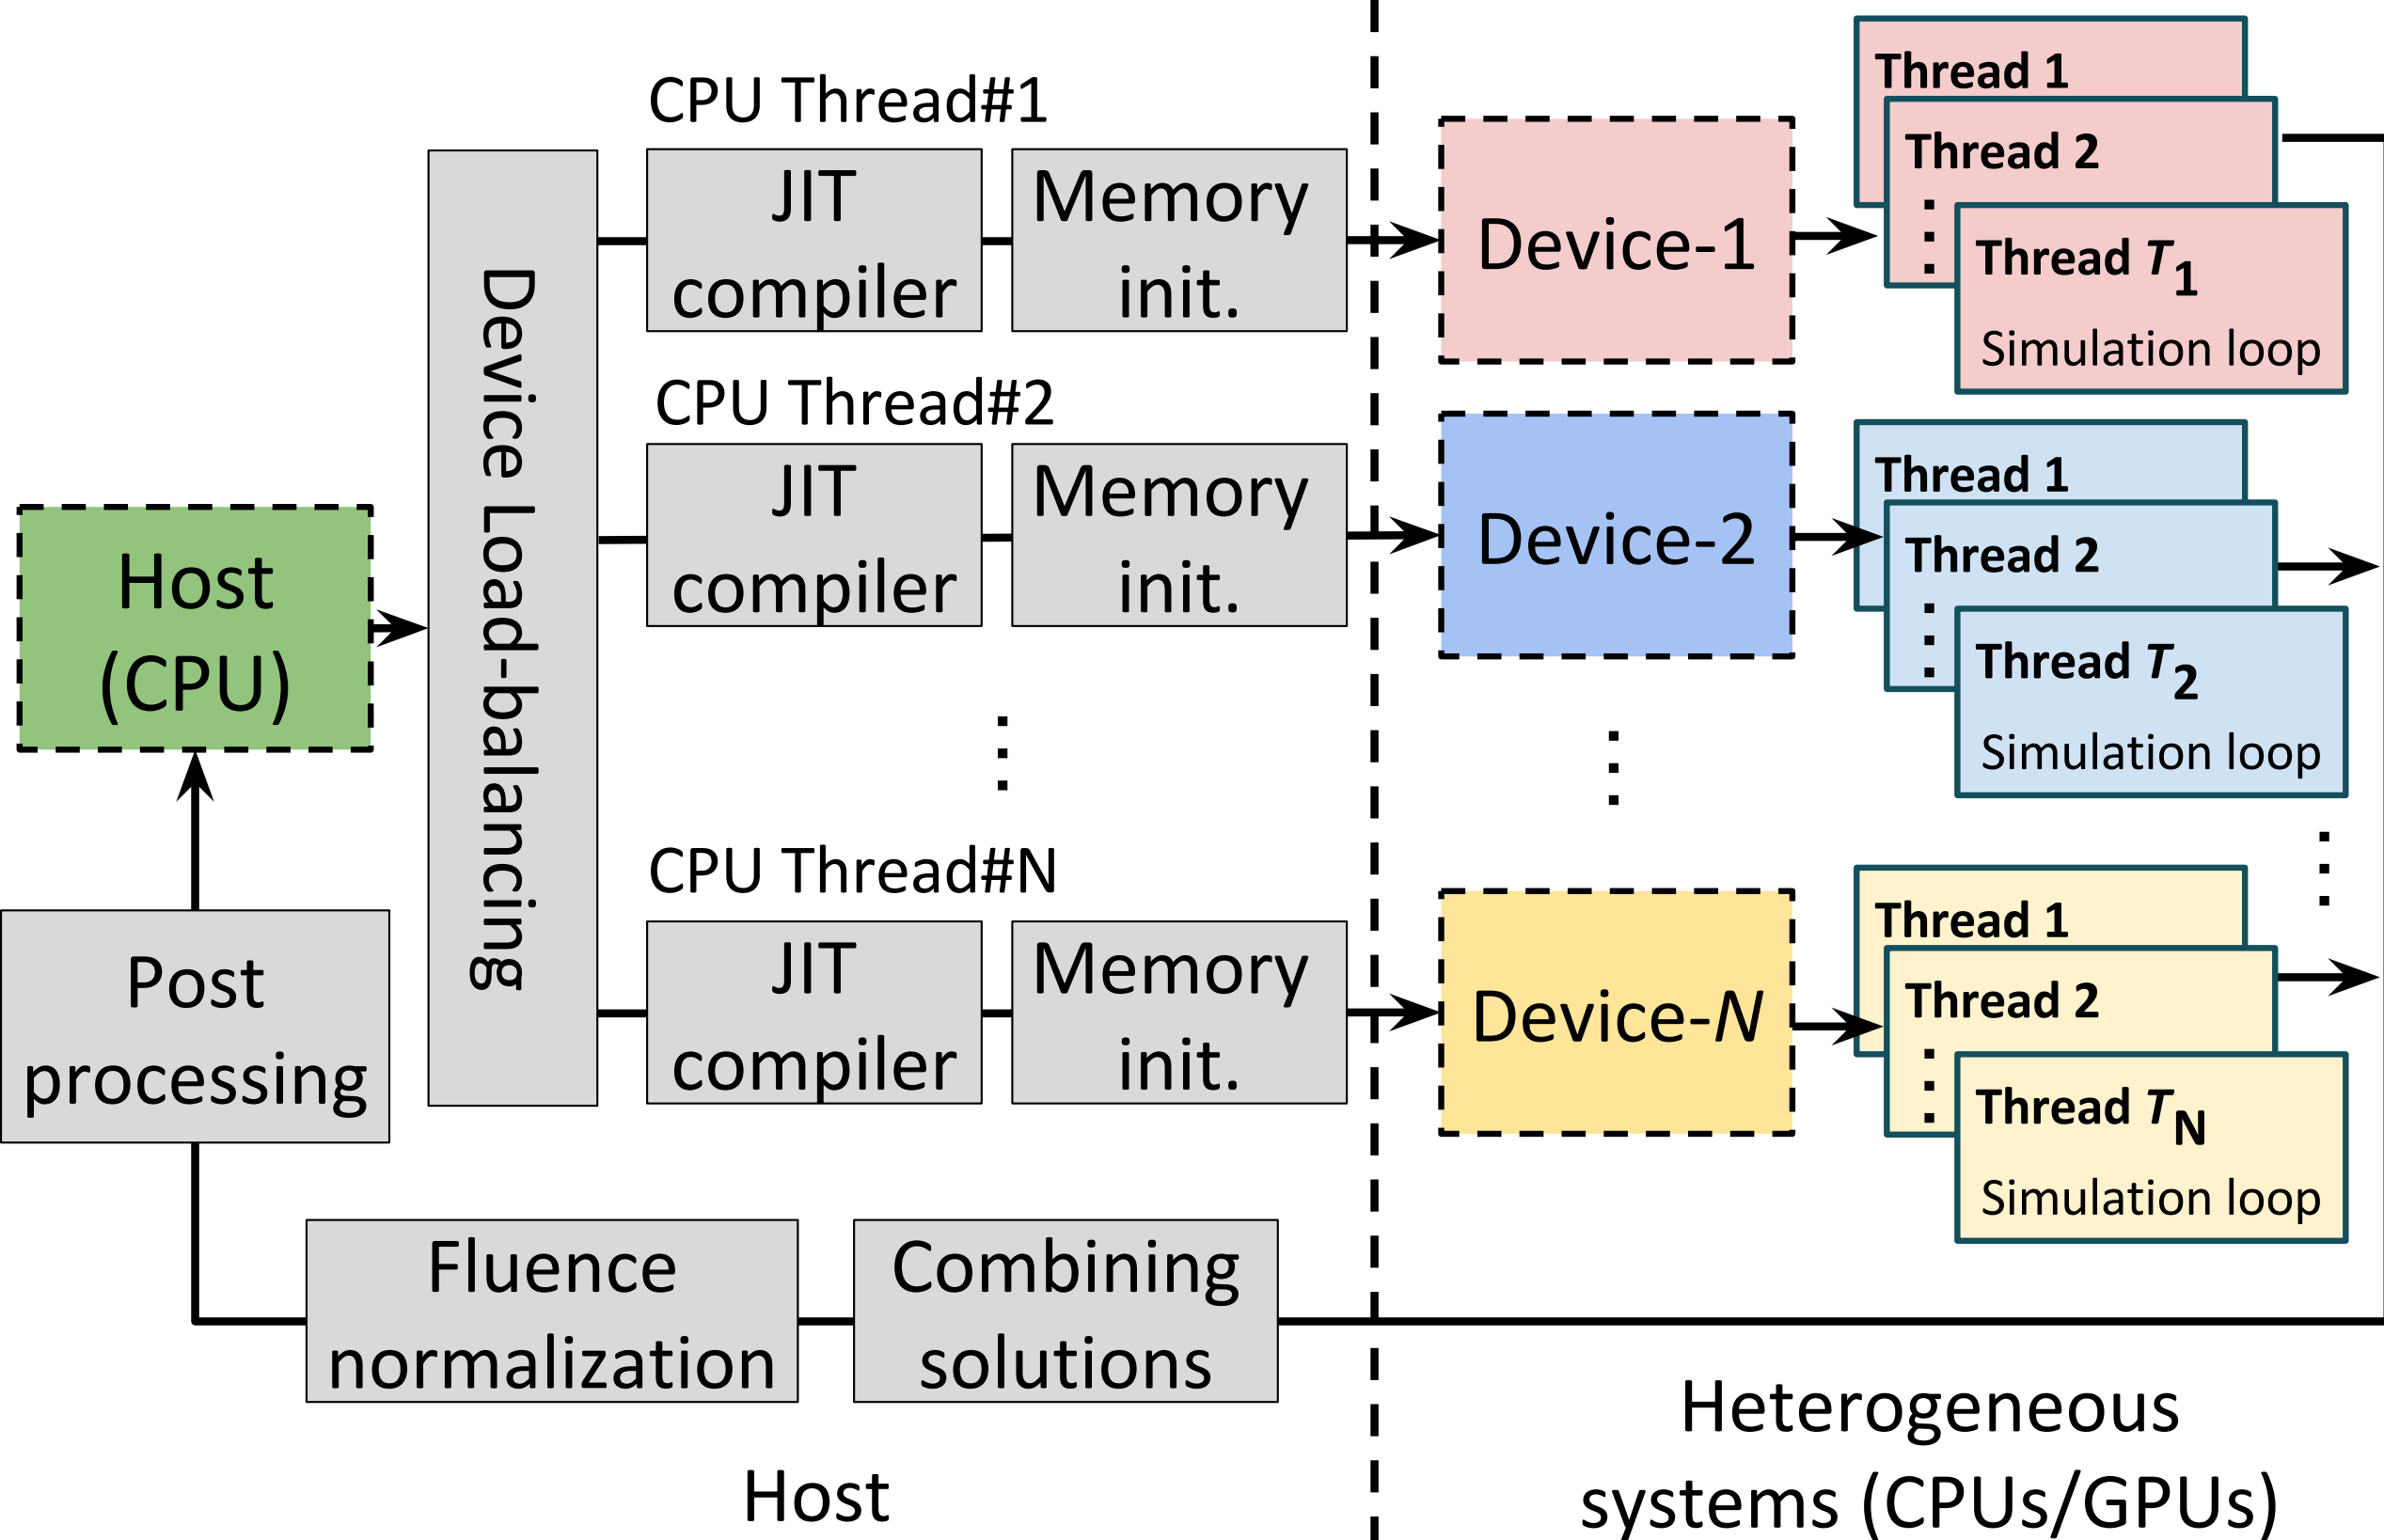 CPU Thread#1
JIT
compiler
Memory
init.
Device-1
Thread 1
Thread 2
Thread T1
Simulation loop
CPU Thread#2
JIT
compiler
Memory
init.
Device-2
Thread 1
Thread 2
Thread T2
Simulation loop
Host
(CPU)
Device Load-balancing
CPU Thread#N
JIT
compiler
Memory
init.
Device-N
Thread 1
Thread 2
Thread TN
Simulation loop
Post
processing
Fluence
normalization
Combining
solutions
Host
Heterogeneous
systems (CPUs/GPUs)